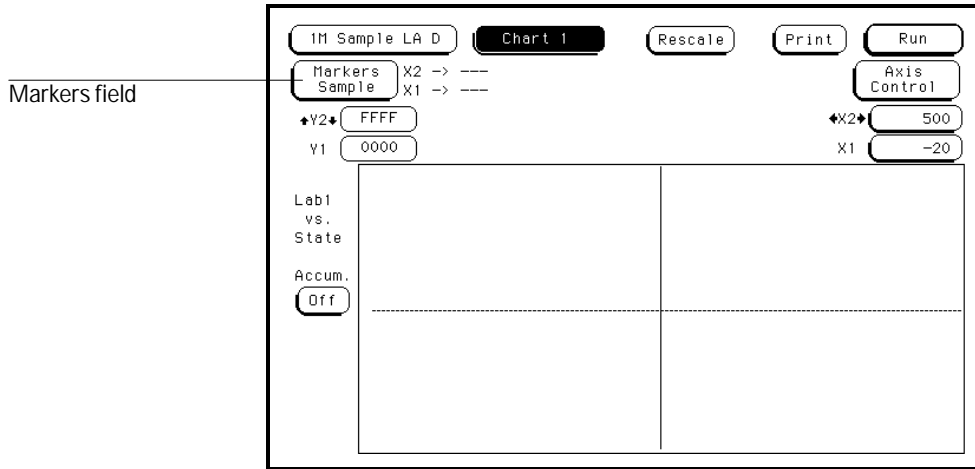 1M Sample LA D Chart 1 Rescale Print Run
Markers field
Markers Sample X2 -> ---
X1 -> ---
Axis Control
↑Y2↓ FFFF
←X2→ 500
Y1 0000
X1 -20
Lab1
vs.
State
Accum.
Off